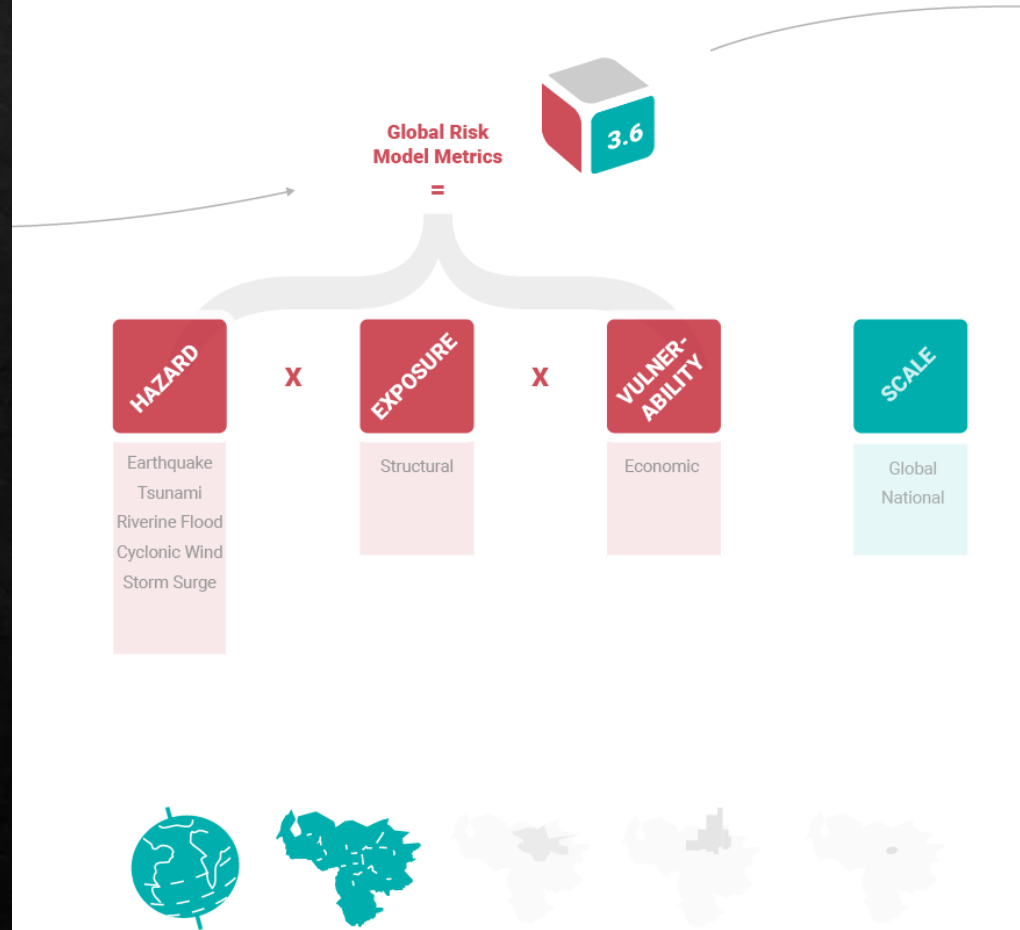 Global Risk
Model Metrics
=
3.6
HAZARD
X
EXPOSURE
X
VULNER-
ABILITY
SCALE
Earthquake
Tsunami
Riverine Flood
Cyclonic Wind
Storm Surge
Structural
Economic
Global
National